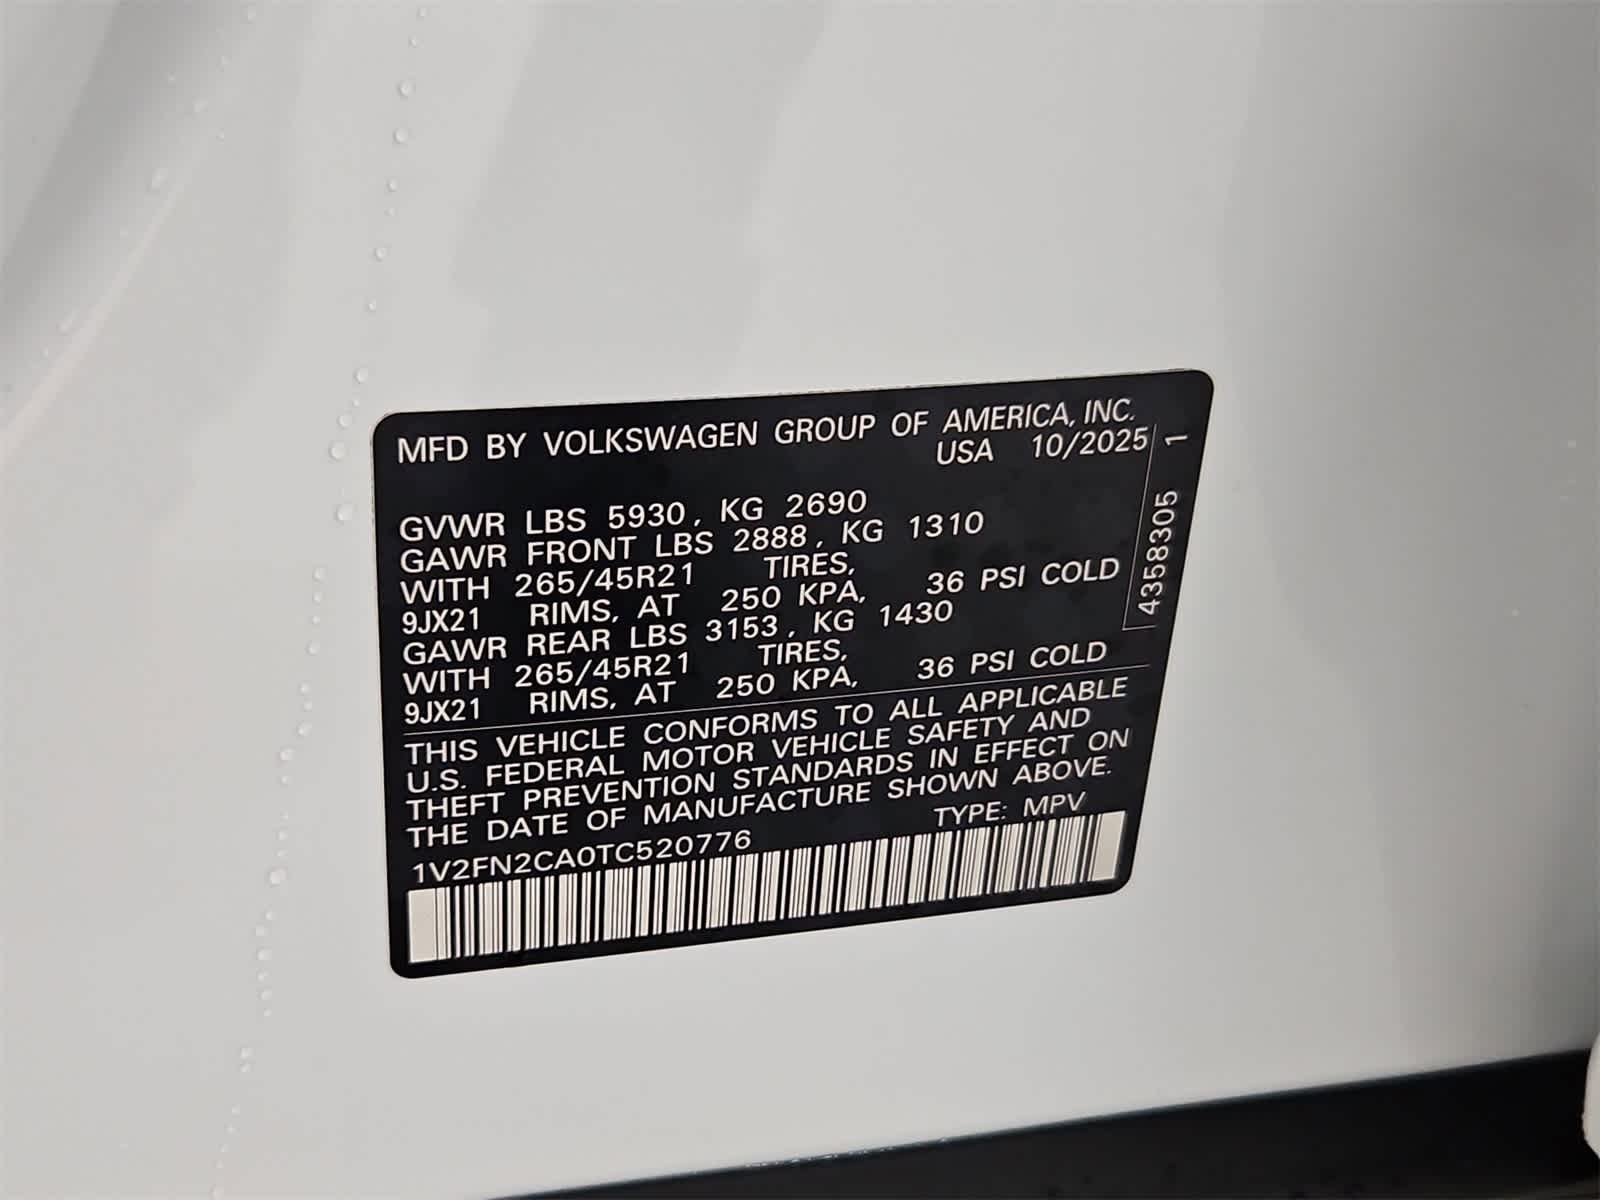 MFD BY VOLKSWAGEN GROUP OF AMERICA, INC.
USA 10/2025
GVWR LBS 5930, KG 2690
GAWR FRONT LBS 2888, KG 1310
WITH 265/45R21 TIRES,
9JX21 RIMS, AT 250 KPA, 36 PSI COLD
GAWR REAR LBS 3153, KG 1430
WITH 265/45R21 TIRES,
9JX21 RIMS, AT 250 KPA, 36 PSI COLD
THIS VEHICLE CONFORMS TO ALL APPLICABLE
U.S. FEDERAL MOTOR VEHICLE SAFETY AND
THEFT PREVENTION STANDARDS IN EFFECT ON
THE DATE OF MANUFACTURE SHOWN ABOVE.
1V2FN2CA0TC520776 TYPE: MPV
4358305 1